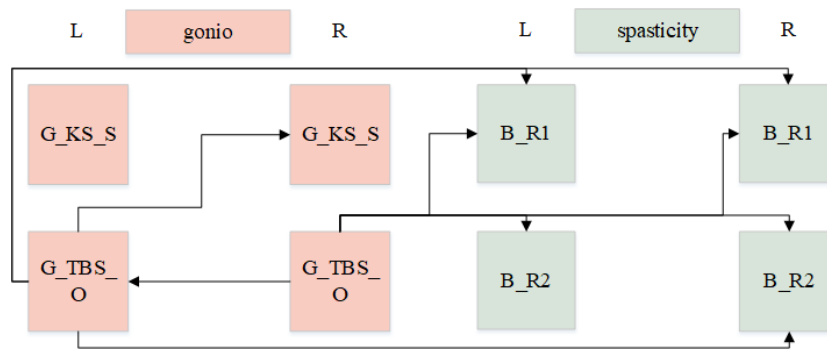 L gonio R L spasticity R
G_KS_S G_KS_S B_R1 B_R1
G_TBS_ G_TBS_ B_R2 B_R2
O O